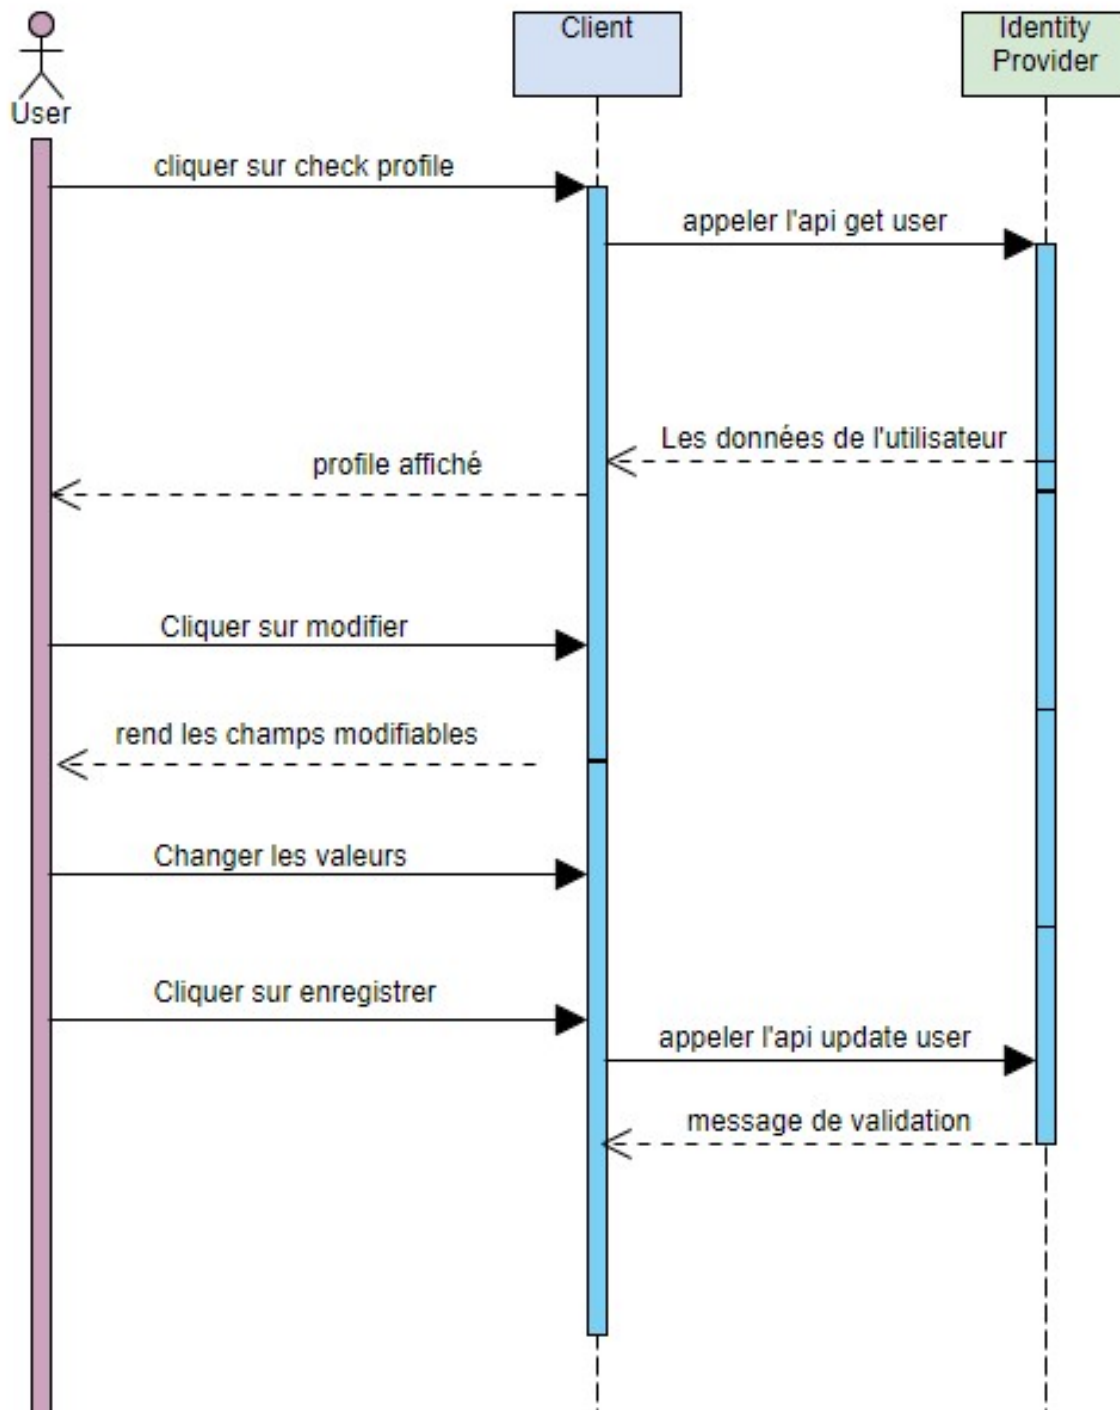 Client
Identity
Provider
User
cliquer sur check profile
appeler l'api get user
Les données de l'utilisateur
profile affiché
Cliquer sur modifier
rend les champs modifiables
Changer les valeurs
Cliquer sur enregistrer
appeler l'api update user
message de validation